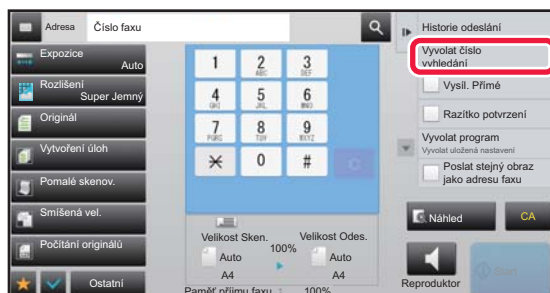 Adresa
Číslo faxu
Expozice
Auto
Rozlišení
Super Jemný
Originál
Vytvoření úloh
Pomalé skenov.
Smíšená vel.
Počítání originálů
Ostatní
1
2
ABC
3
DEF
4
GHI
5
JKL
6
MNO
7
PQRS
8
TUV
9
WXYZ
0
#
Velikost Sken.
100%
Velikost Odes.
Auto
A4
Auto
A4
Paměť příjmu faxu
100%
Historie odeslání
Vyvolat číslo
vyhledání
Vysíl. Přímé
Razítko potvrzení
Vyvolat program
Vyvolat uložená nastavení
Poslat stejný obraz
jako adresu faxu
Náhled
CA
Reproduktor
Start